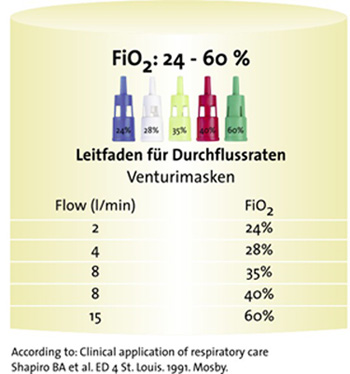 FiO2: 24 - 60 %
24% 28% 35% 40% 60%
Leitfaden für Durchflussraten
Venturimasken
Flow (l/min) FiO2
2 24%
4 28%
8 35%
8 40%
15 60%
According to: Clinical application of respiratory care
Shapiro BA et al. ED 4 St. Louis. 1991. Mosby.